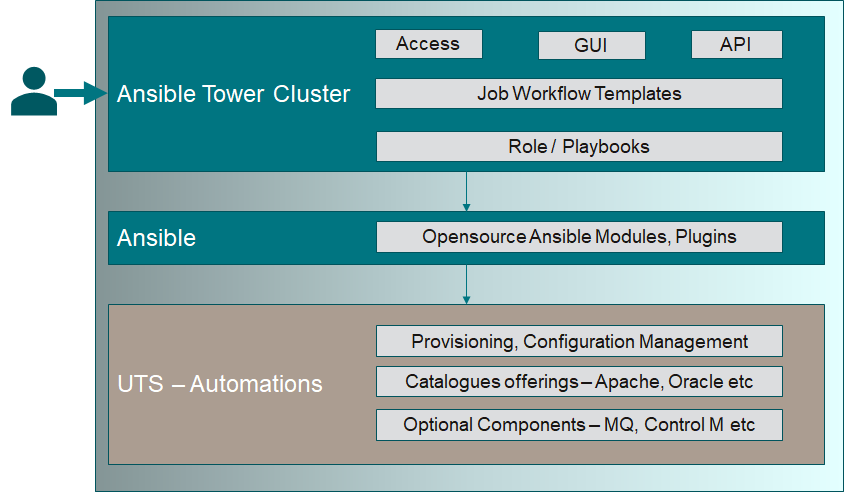 Access
GUI
API
Ansible Tower Cluster
Job Workflow Templates
Role / Playbooks
Ansible
Opensource Ansible Modules, Plugins
Provisioning, Configuration Management
UTS – Automations
Catalogues offerings – Apache, Oracle etc
Optional Components – MQ, Control M etc